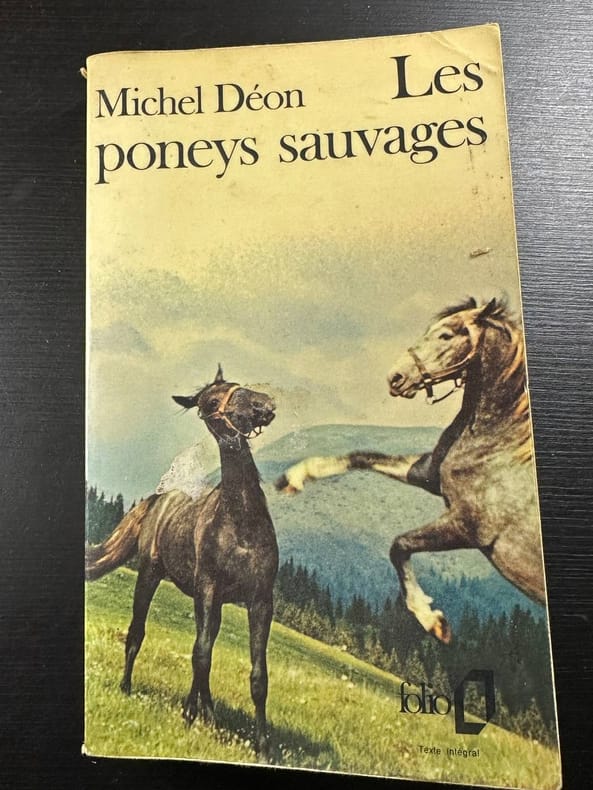 Michel Déon Les
poneys sauvages
folio
Texte intégral